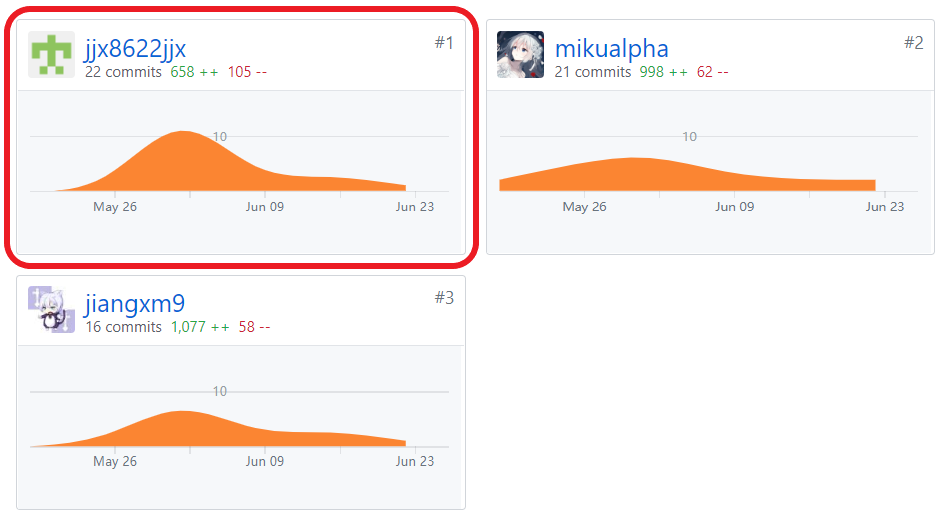 jjx8622jjx
#1
22 commits 658 ++ 105 --
10
May 26 Jun 09 Jun 23
mikualpha
#2
21 commits 998 ++ 62 --
10
May 26 Jun 09 Jun 23
jiangxm9
#3
16 commits 1,077 ++ 58 --
10
May 26 Jun 09 Jun 23